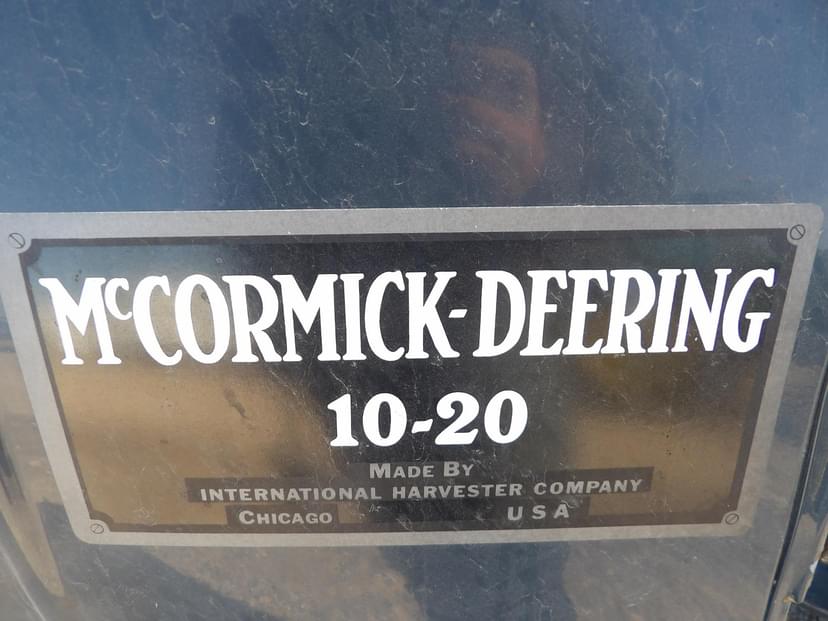 McCORMICK-DEERING
10-20
MADE BY
INTERNATIONAL HARVESTER COMPANY
CHICAGO USA